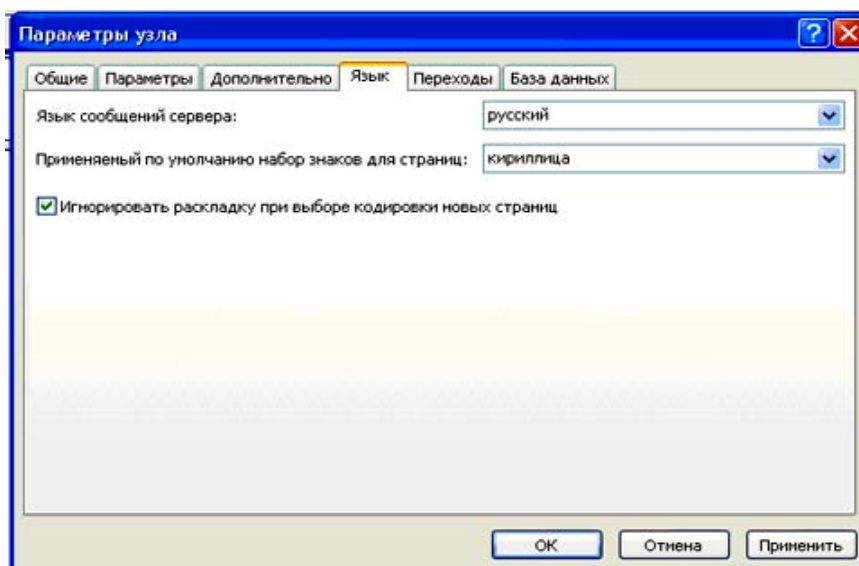 Параметры узла
Общие Параметры Дополнительно Язык Переходы База данных
Язык сообщений сервера: русский
Применяемый по умолчанию набор знаков для страниц: кириллица
Игнорировать раскладку при выборе кодировки новых страниц
ОК Отмена Применить